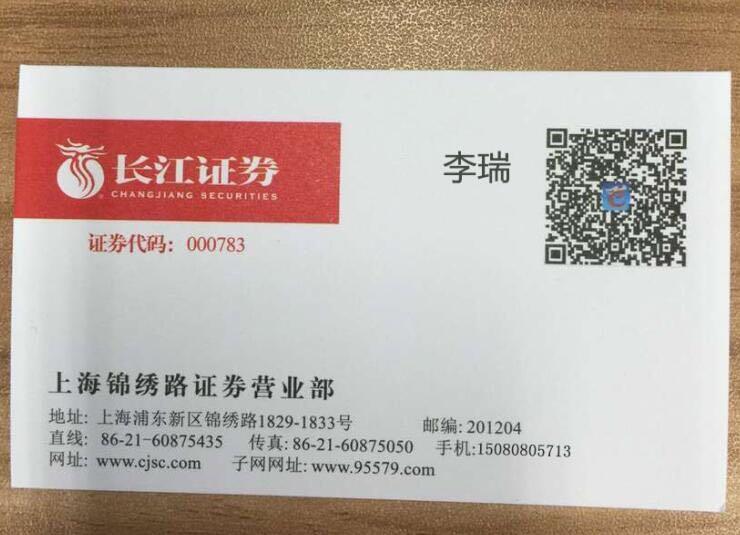 长江证券
CHANGJIANG SECURITIES
李瑞
证券代码: 000783
上海锦绣路证券营业部
地址: 上海浦东新区锦绣路1829-1833号 邮编: 201204
直线: 86-21-60875435 传真: 86-21-60875050 手机:15080805713
网址: www.cjsc.com 子网网址: www.95579.com